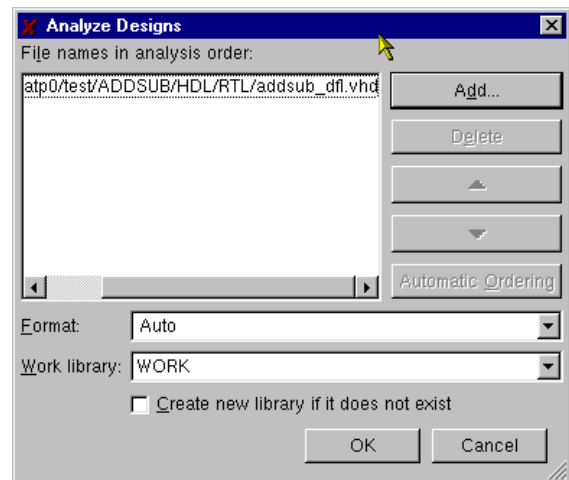 Analyze Designs
File names in analysis order:
atp0/test/ADDSUB/HDL/RTL/addsub_dfl.vhd
Add...
Delete
Automatic Ordering
Format: Auto
Work library: WORK
Create new library if it does not exist
OK Cancel